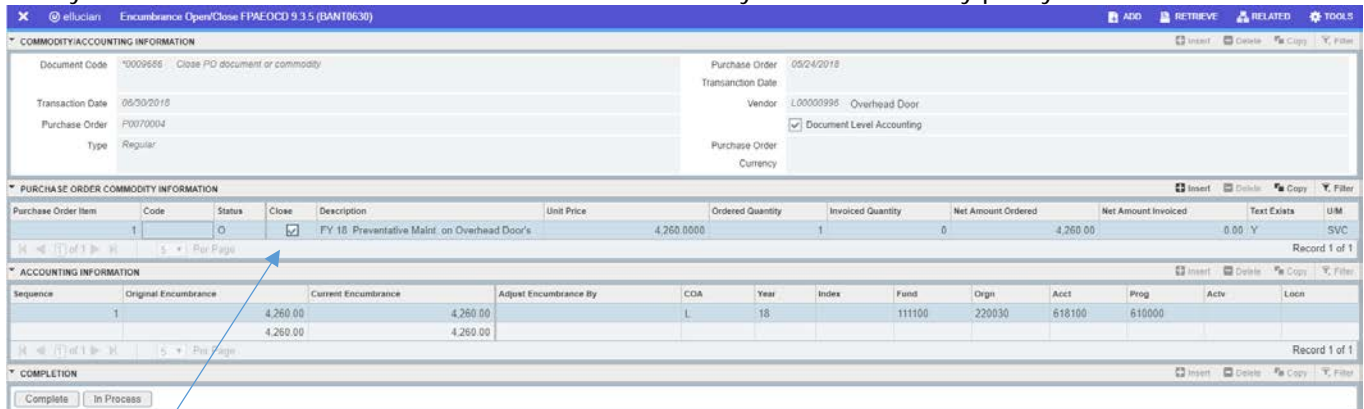 ellucian Encumbrance Open/Close FPAEOCD 9.3.5 (BANT0630) ADD RETRIEVE RELATED TOOLS
COMMODITY/ACCOUNTING INFORMATION Insert Delete Copy Filter
Document Code *0009686 Close PO document or commodity Purchase Order 05/24/2018
Transanction Date
Transaction Date 06/30/2018 Vendor L00000996 Overhead Door
Purchase Order P0070004 Document Level Accounting
Type Regular Purchase Order
Currency
PURCHASE ORDER COMMODITY INFORMATION Insert Delete Copy Filter
Purchase Order Item Code Status Close Description Unit Price Ordered Quantity Invoiced Quantity Net Amount Ordered Net Amount Invoiced Text Exists U/M
1 O FY 18 Preventative Maint. on Overhead Door's 4,260.0000 1 0 4,260.00 0.00 Y SVC
1 of 1 5 Per Page Record 1 of 1
ACCOUNTING INFORMATION Insert Delete Copy Filter
Sequence Original Encumbrance Current Encumbrance Adjust Encumbrance By COA Year Index Fund Orgn Acct Prog Actv Locn
1 4,260.00 4,260.00 L 18 111100 220030 618100 610000
4,260.00 4,260.00
1 of 1 5 Per Page Record 1 of 1
COMPLETION Insert Delete Copy Filter
Complete In Process